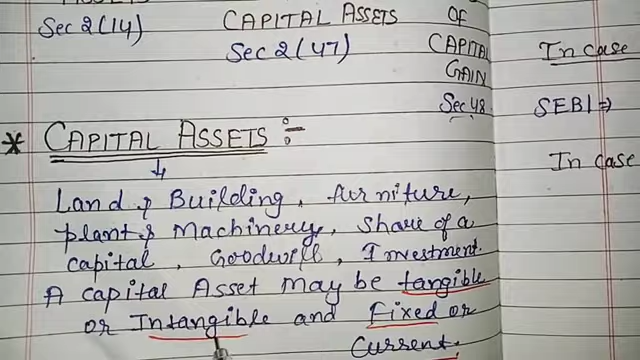 Sec 2(14)
CAPITAL ASSETS
Sec 2(47)
OF
CAPITAL
GAIN
Sec 48
In case
SEBI ⇒
In case
* CAPITAL ASSETS :-
↓
Land & Building, furniture,
plant & Machinery, Share of a
capital, Goodwill, Investment.
A capital Asset may be tangible
or Intangible and Fixed or
Current.